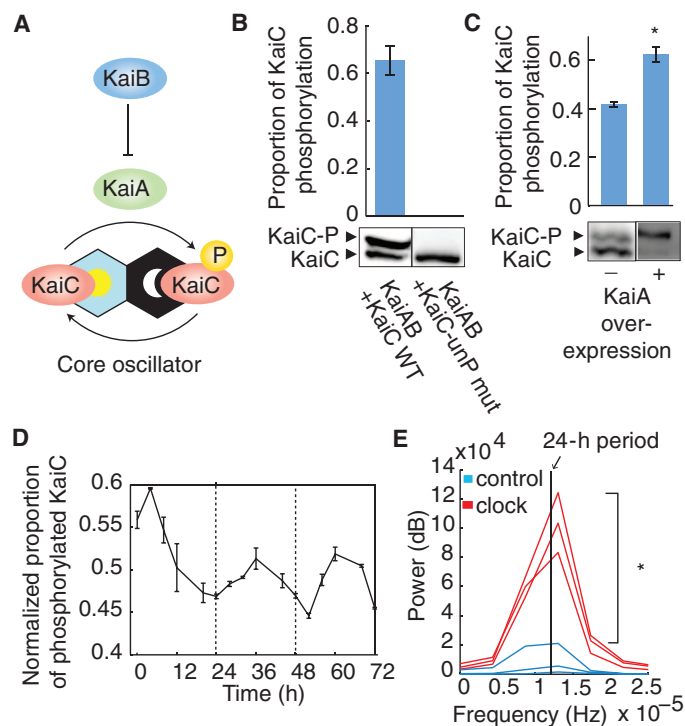 A
KaiB
KaiA
P
KaiC
KaiC
Core oscillator
B
Proportion of KaiC
phosphorylation
0.8
0.6
0.4
0.2
0
KaiC-P
KaiC
KaiAB
+KaiC WT
KaiAB
+KaiC-unP mut
C
Proportion of KaiC
phosphorylation
*
0.6
0.4
0.2
0
KaiC-P
KaiC
– +
KaiA
over-
expression
D
Normalized proportion
of phosphorylated KaiC
0.6
0.55
0.5
0.45
0.4
0 12 24 36 48 60 72
Time (h)
E
x10⁴
24-h period
control
clock
Power (dB)
14
12
10
8
6
4
2
0
*
0 0.5 1 1.5 2 2.5
Frequency (Hz) x 10⁻⁵